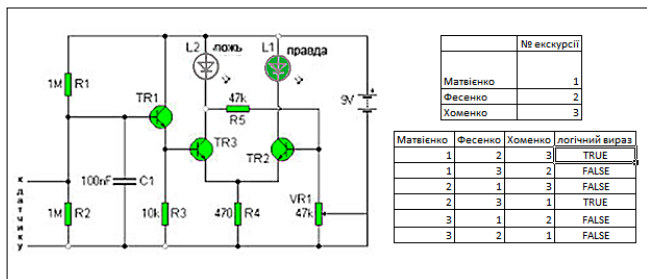 L2 ложь
L1 правда
1M R1
TR1
47k
R5
9V
TR3
TR2
к датчику
100nF C1
1M R2
10k R3
470 R4
VR1
47k
№ екскурсії
Матвієнко 1
Фесенко 2
Хоменко 3
Матвієнко Фесенко Хоменко логічний вираз
1 2 3 TRUE
1 3 2 FALSE
2 1 3 FALSE
2 3 1 TRUE
3 1 2 FALSE
3 2 1 FALSE